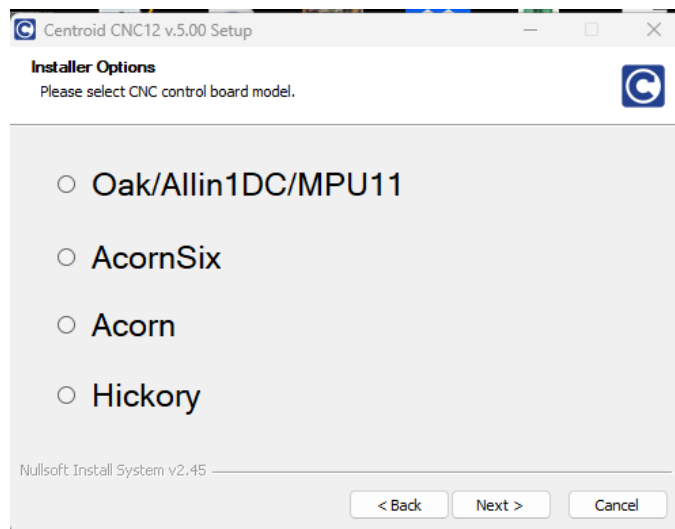 Centroid CNC12 v.5.00 Setup
Installer Options
Please select CNC control board model.
Oak/Allin1DC/MPU11
AcornSix
Acorn
Hickory
Nullsoft Install System v2.45
< Back Next > Cancel